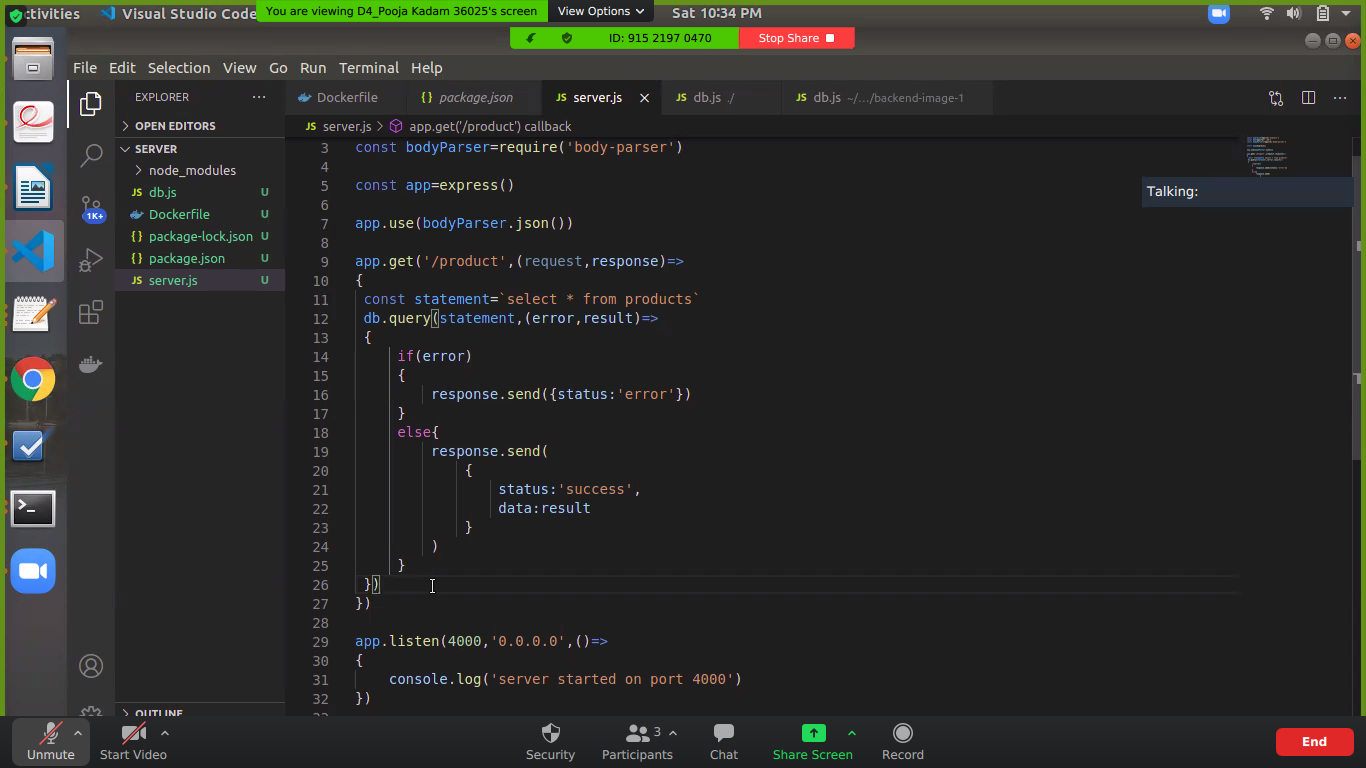 ctivities
Visual Studio Code
You are viewing D4_Pooja Kadam 36025's screen
View Options
Sat 10:34 PM
ID: 915 2197 0470
Stop Share
File Edit Selection View Go Run Terminal Help
EXPLORER
Dockerfile
{} package.json
JS server.js
JS db.js ./
JS db.js ~/.../backend-image-1
OPEN EDITORS
JS server.js > app.get('/product') callback
SERVER
node_modules
JS db.js U
Dockerfile U
{} package-lock.json U
{} package.json U
JS server.js U
1K+
Talking:
3 const bodyParser=require('body-parser')
4
5 const app=express()
6
7 app.use(bodyParser.json())
8
9 app.get('/product',(request,response)=>
10 {
11 const statement=`select * from products`
12 db.query(statement,(error,result)=>
13 {
14 if(error)
15 {
16 response.send({status:'error'})
17 }
18 else{
19 response.send(
20 {
21 status:'success',
22 data:result
23 }
24 )
25 }
26 })
27 })
28
29 app.listen(4000,'0.0.0.0',()=>
30 {
31 console.log('server started on port 4000')
32 })
OUTLINE
Unmute
Start Video
Security
3
Participants
Chat
Share Screen
Record
End